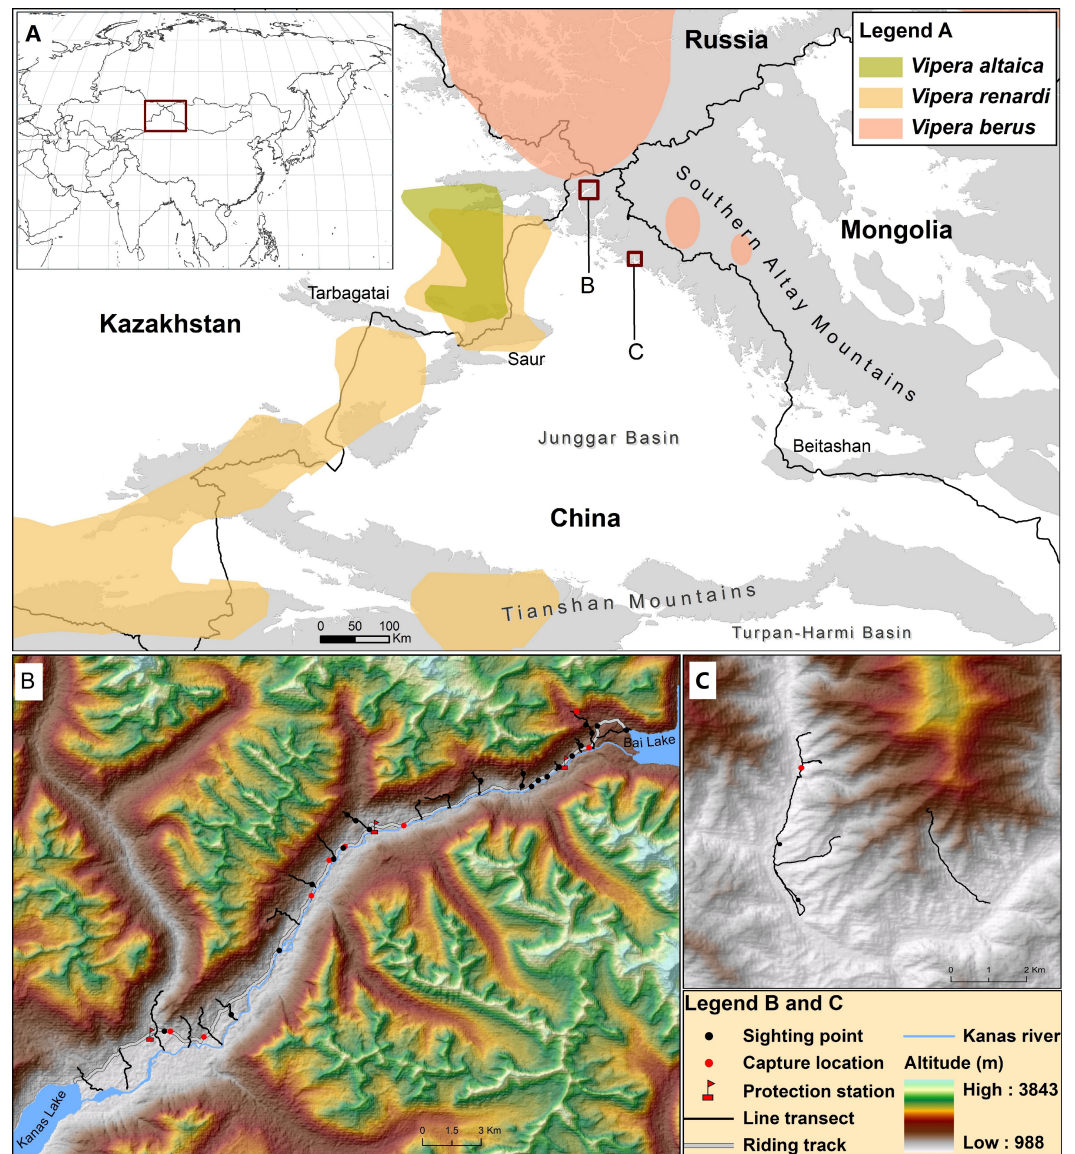 A
Russia
Legend A
Vipera altaica
Vipera renardi
Vipera berus
Southern Altay Mountains
Mongolia
B
Tarbagatai
Kazakhstan
C
Saur
Junggar Basin
Beitashan
China
Tianshan Mountains
0 50 100
Km
Turpan-Harmi Basin
B
Bai Lake
Kanas Lake
0 1.5 3 Km
C
0 1 2 Km
Legend B and C
Sighting point
Kanas river
Capture location
Altitude (m)
Protection station
High : 3843
Line transect
Riding track
Low : 988